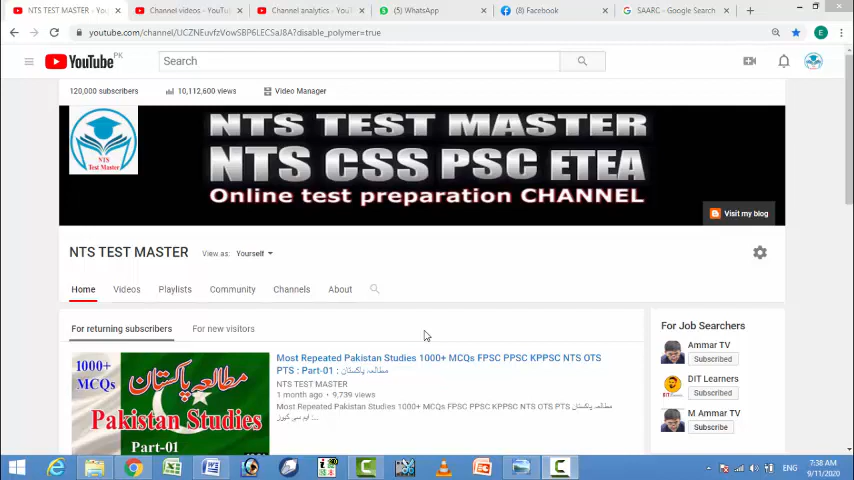 NTS TEST MASTER - You
Channel videos - YouTu
Channel analytics - YouTu
(5) WhatsApp
(8) Facebook
SAARC - Google Search
youtube.com/channel/UCZNEuvfzVowSBP6LECSaJ8A?disable_polymer=true
YouTube PK
Search
120,000 subscribers
10,112,600 views
Video Manager
NTS
Test Master
NTS TEST MASTER
NTS CSS PSC ETEA
Online test preparation CHANNEL
Visit my blog
NTS TEST MASTER
View as: Yourself
Home Videos Playlists Community Channels About
For returning subscribers
For new visitors
1000+
MCQs
مطالعہ پاکستان
Pakistan Studies
Part-01
Most Repeated Pakistan Studies 1000+ MCQs FPSC PPSC KPPSC NTS OTS
PTS : Part-01 : مطالعہ پاکستان
NTS TEST MASTER
1 month ago • 9,739 views
Most Repeated Pakistan Studies 1000+ MCQs FPSC PPSC KPPSC NTS OTS PTS مطالعہ پاکستان
ایم سی کیوز ...
For Job Searchers
Ammar TV
Subscribed
DIT Learners
Subscribed
M Ammar TV
Subscribe
ENG
7:38 AM
9/11/2020